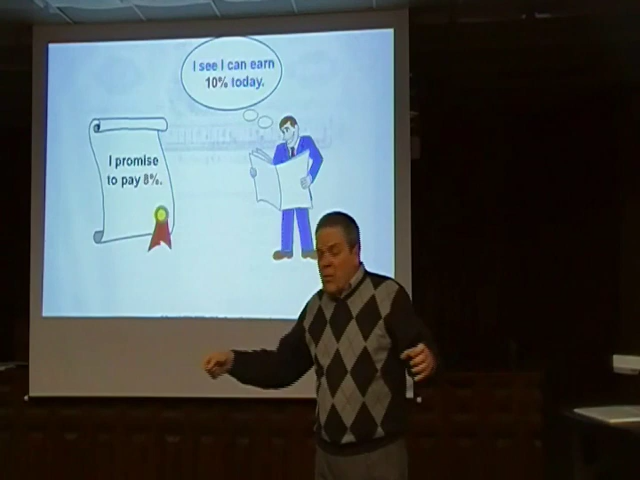 I see I can earn
10% today.
I promise
to pay 8%.